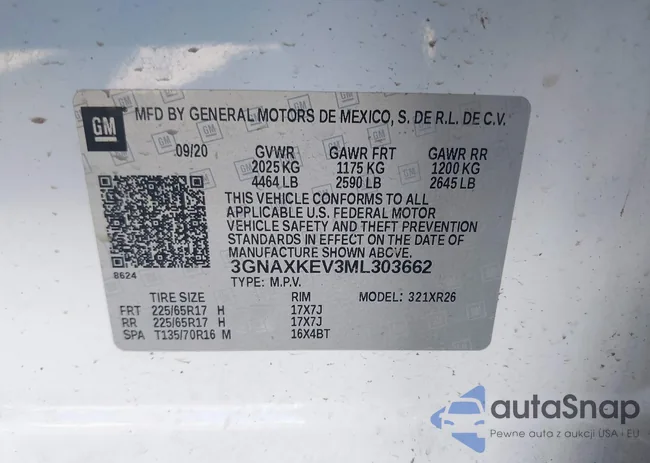 GM
MFD BY GENERAL MOTORS DE MEXICO, S. DE R.L. DE C.V.
09/20 GVWR GAWR FRT GAWR RR
2025 KG 1175 KG 1200 KG
4464 LB 2590 LB 2645 LB
THIS VEHICLE CONFORMS TO ALL
APPLICABLE U.S. FEDERAL MOTOR
VEHICLE SAFETY AND THEFT PREVENTION
STANDARDS IN EFFECT ON THE DATE
OF MANUFACTURE SHOWN ABOVE.
8624
3GNAXKEV3ML303662
TYPE: M.P.V.
TIRE SIZE RIM MODEL: 321XR26
FRT 225/65R17 H 17X7J
RR 225/65R17 H 17X7J
SPA T135/70R16 M 16X4BT
autoSnap
Pewne auta z aukcji USA i EU